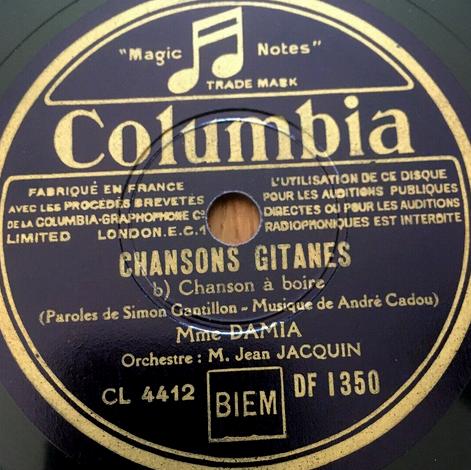 "Magic Notes"
TRADE MARK
Columbia
FABRIQUÉ EN FRANCE
AVEC LES PROCÉDÉS BREVETÉS
DE LA COLUMBIA-GRAPHOPHONE Cº
LIMITED LONDON.E.C.1
L'UTILISATION DE CE DISQUE
POUR LES AUDITIONS PUBLIQUES
DIRECTES OU POUR LES AUDITIONS
RADIOPHONIQUES EST INTERDITE
CHANSONS GITANES
b) Chanson à boire
(Paroles de Simon Gantillon - Musique de André Cadou)
Mme DAMIA
Orchestre : M. Jean JACQUIN
CL 4412
BIEM
DF 1350